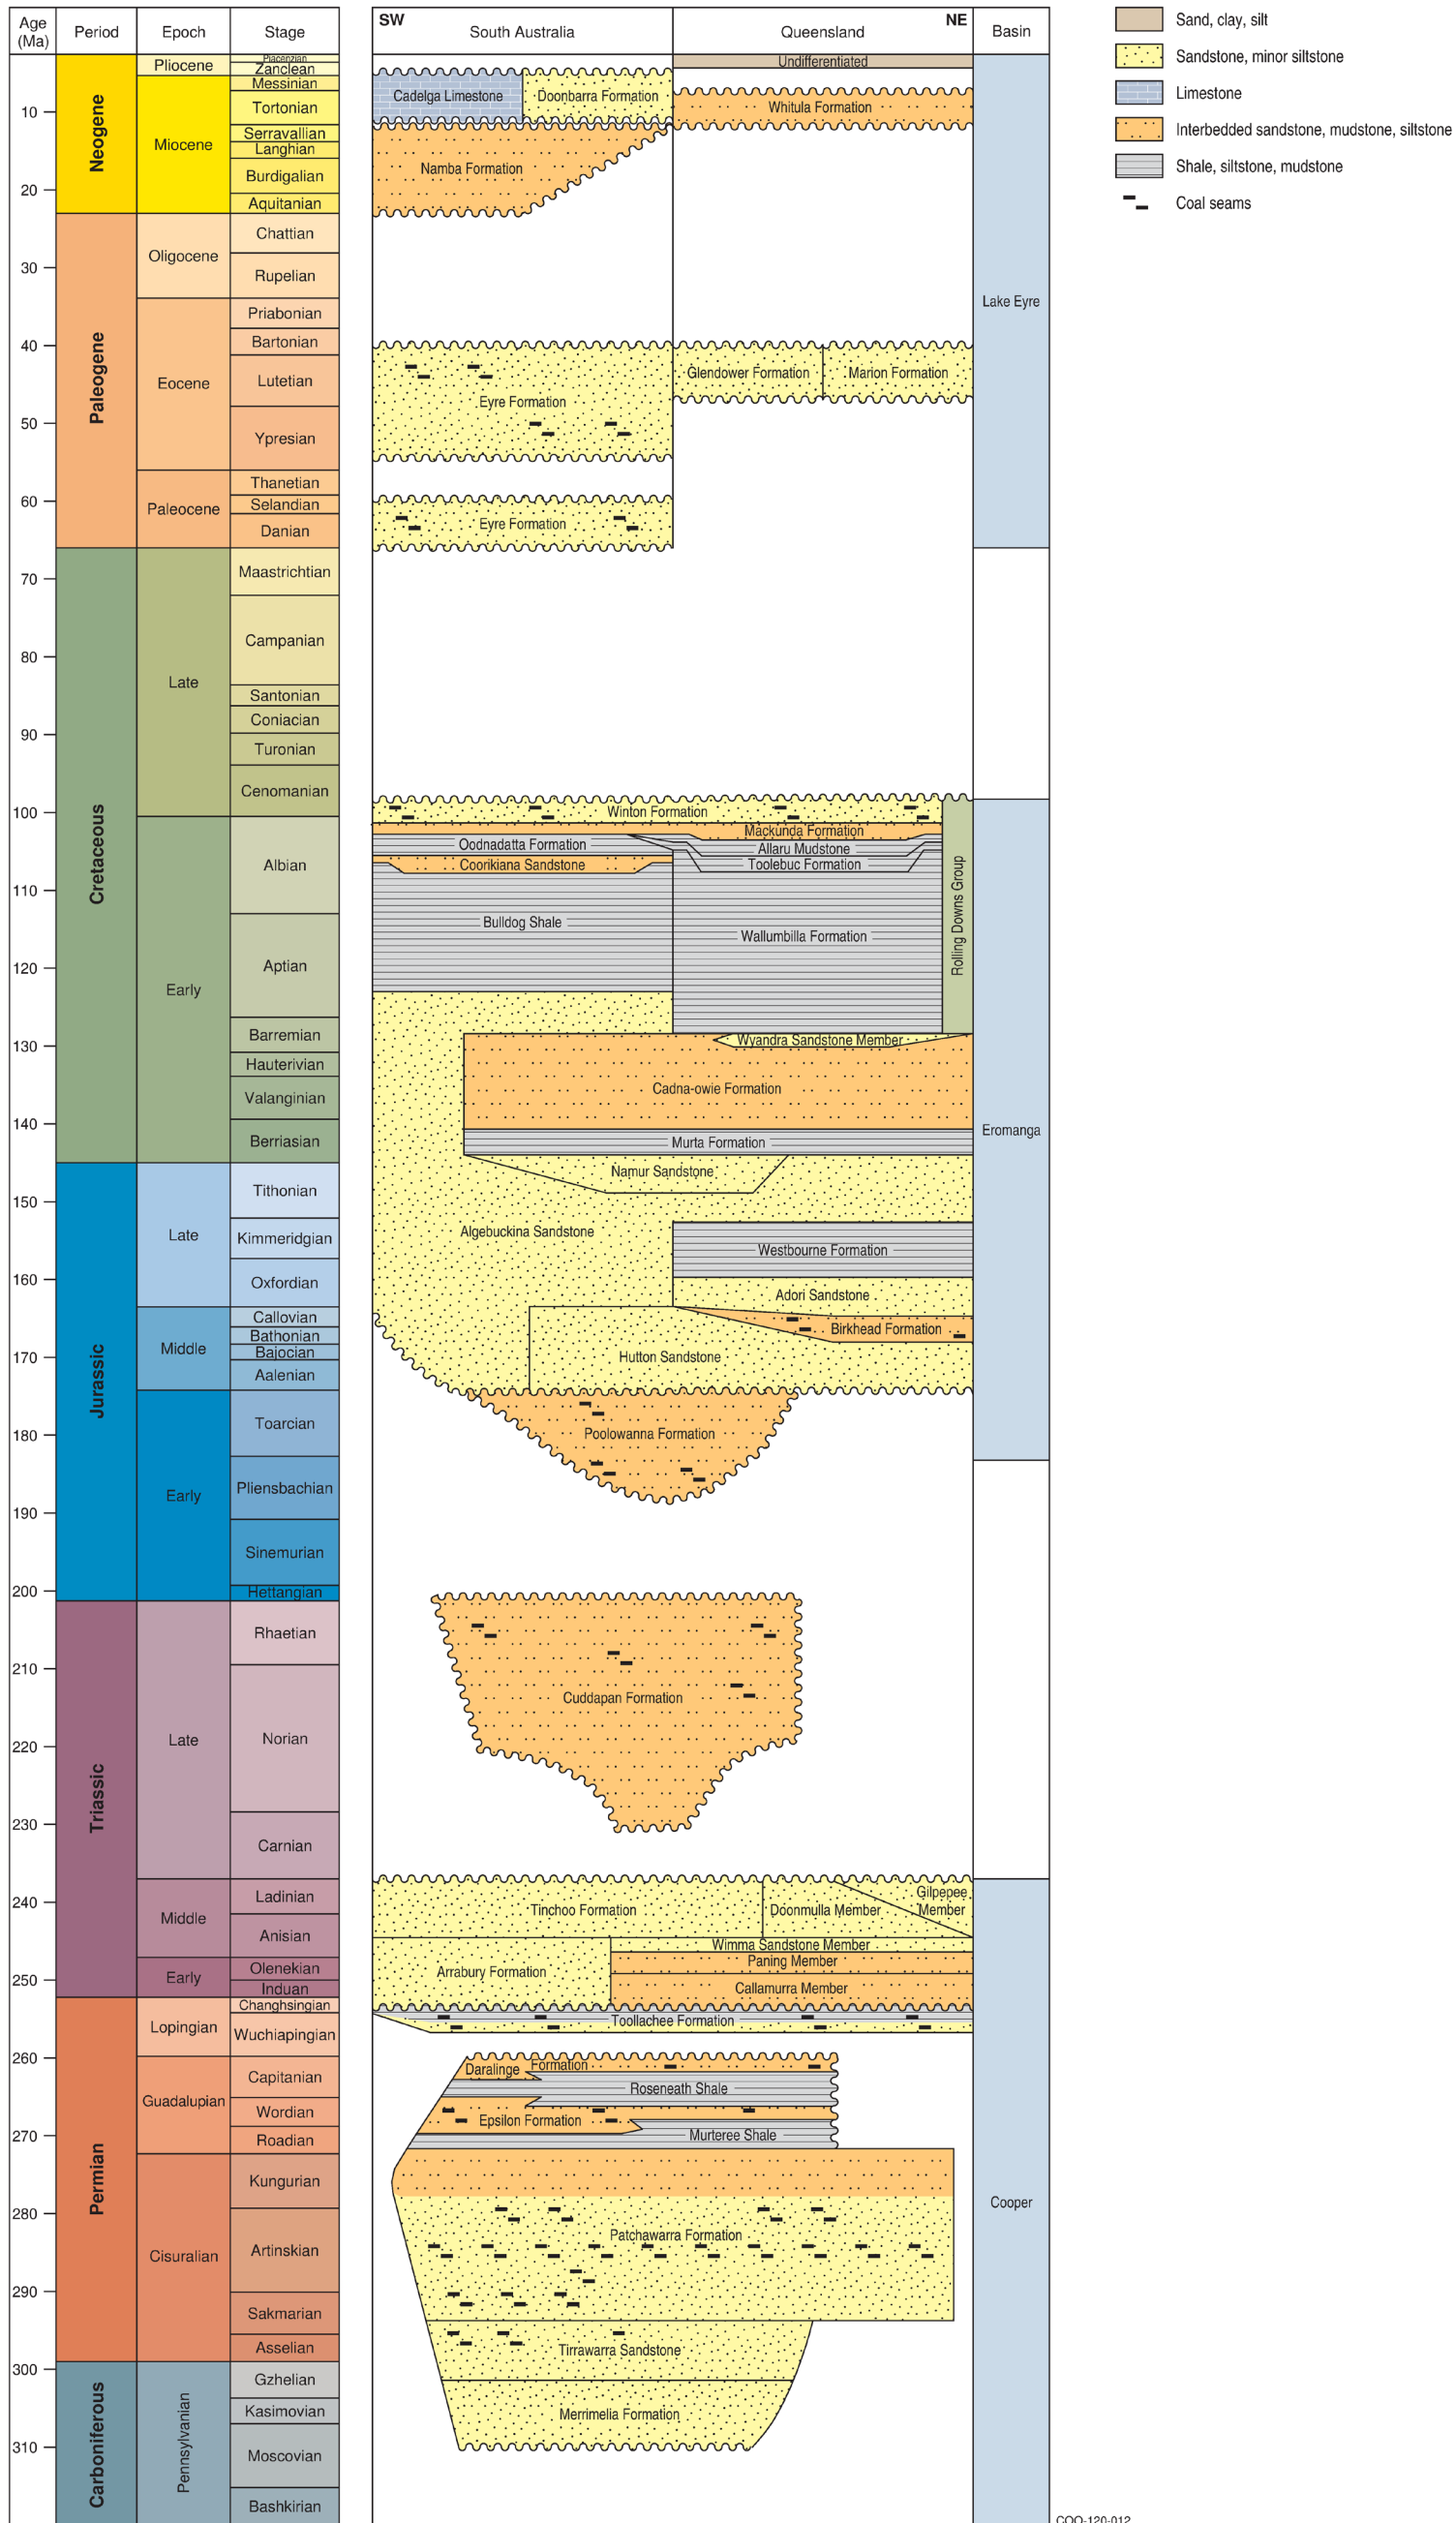 Age
(Ma)
Period
Epoch
Stage
SW
South Australia
Queensland
NE
Basin
Sand, clay, silt
Sandstone, minor siltstone
Limestone
Interbedded sandstone, mudstone, siltstone
Shale, siltstone, mudstone
Coal seams
10
20
30
40
50
60
70
80
90
100
110
120
130
140
150
160
170
180
190
200
210
220
230
240
250
260
270
280
290
300
310
Neogene
Paleogene
Cretaceous
Jurassic
Triassic
Permian
Carboniferous
Pliocene
Miocene
Oligocene
Eocene
Paleocene
Late
Early
Late
Middle
Early
Late
Middle
Early
Lopingian
Guadalupian
Cisuralian
Pennsylvanian
Piacenzian
Zanclean
Messinian
Tortonian
Serravallian
Langhian
Burdigalian
Aquitanian
Chattian
Rupelian
Priabonian
Bartonian
Lutetian
Ypresian
Thanetian
Selandian
Danian
Maastrichtian
Campanian
Santonian
Coniacian
Turonian
Cenomanian
Albian
Aptian
Barremian
Hauterivian
Valanginian
Berriasian
Tithonian
Kimmeridgian
Oxfordian
Callovian
Bathonian
Bajocian
Aalenian
Toarcian
Pliensbachian
Sinemurian
Hettangian
Rhaetian
Norian
Carnian
Ladinian
Anisian
Olenekian
Induan
Changhsingian
Wuchiapingian
Capitanian
Wordian
Roadian
Kungurian
Artinskian
Sakmarian
Asselian
Gzhelian
Kasimovian
Moscovian
Bashkirian
Undifferentiated
Cadelga Limestone
Doonbarra Formation
Whitula Formation
Namba Formation
Glendower Formation
Marion Formation
Eyre Formation
Eyre Formation
Winton Formation
Mackunda Formation
Oodnadatta Formation
Allaru Mudstone
Coorikiana Sandstone
Toolebuc Formation
Bulldog Shale
Wallumbilla Formation
Rolling Downs Group
Wyandra Sandstone Member
Cadna-owie Formation
Murta Formation
Namur Sandstone
Algebuckina Sandstone
Westbourne Formation
Adori Sandstone
Birkhead Formation
Hutton Sandstone
Poolowanna Formation
Cuddapan Formation
Tinchoo Formation
Doonmulla Member
Gilpepee
Member
Wimma Sandstone Member
Arrabury Formation
Paning Member
Callamurra Member
Toollachee Formation
Daralinge Formation
Roseneath Shale
Epsilon Formation
Murteree Shale
Patchawarra Formation
Tirrawarra Sandstone
Merrimelia Formation
Lake Eyre
Eromanga
Cooper
COO-120-012